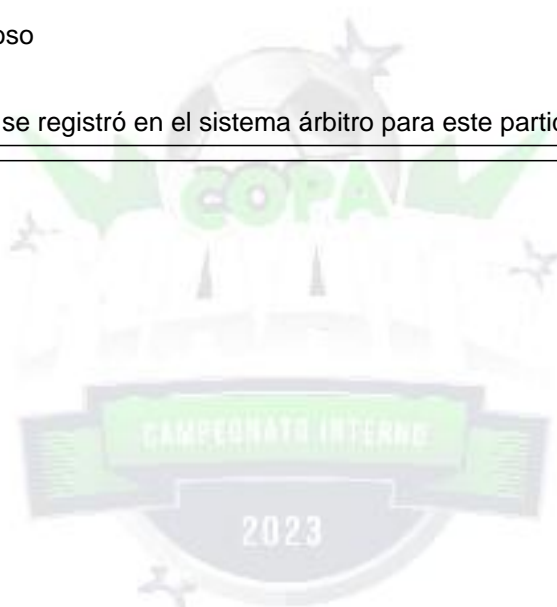 oso
se registró en el sistema árbitro para este partic
COPA
CAMPEONATO INTERNO
2023